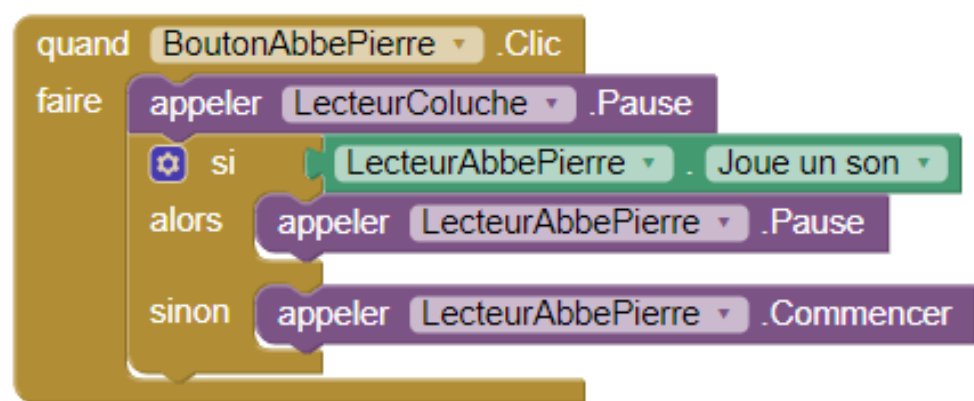 quand BoutonAbbePierre .Clic
faire appeler LecteurColuche .Pause
si LecteurAbbePierre . Joue un son
alors appeler LecteurAbbePierre .Pause
sinon appeler LecteurAbbePierre .Commencer